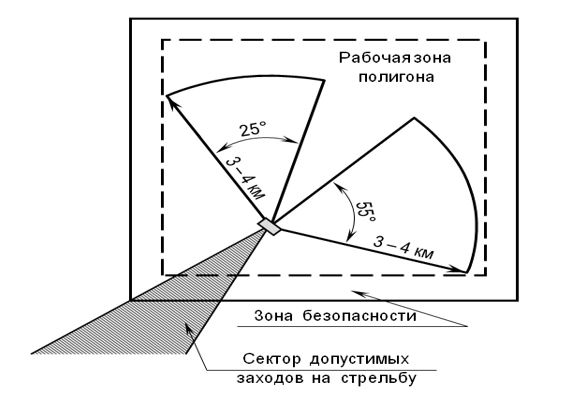 Рабочая зона
полигона
25°
3 – 4 км
55°
3 – 4 км
Зона безопасности
Сектор допустимых
заходов на стрельбу